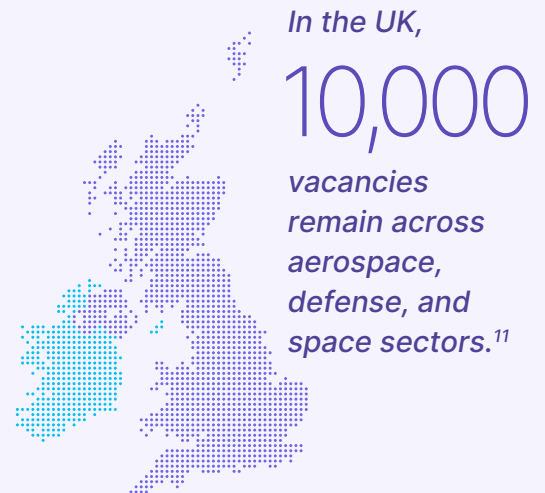 In the UK,
10,000
vacancies
remain across
aerospace,
defense, and
space sectors.¹¹